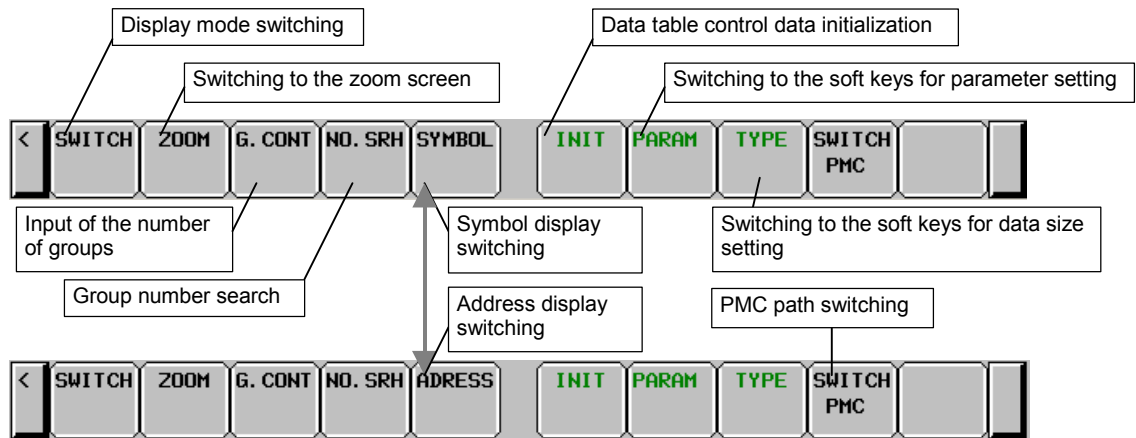 Display mode switching
Data table control data initialization
Switching to the zoom screen
Switching to the soft keys for parameter setting
< SWITCH ZOOM G. CONT NO. SRH SYMBOL INIT PARAM TYPE SWITCH
PMC
Input of the number
of groups
Symbol display
switching
Switching to the soft keys for data size
setting
Group number search
Address display
switching
PMC path switching
< SWITCH ZOOM G. CONT NO. SRH ADRESS INIT PARAM TYPE SWITCH
PMC